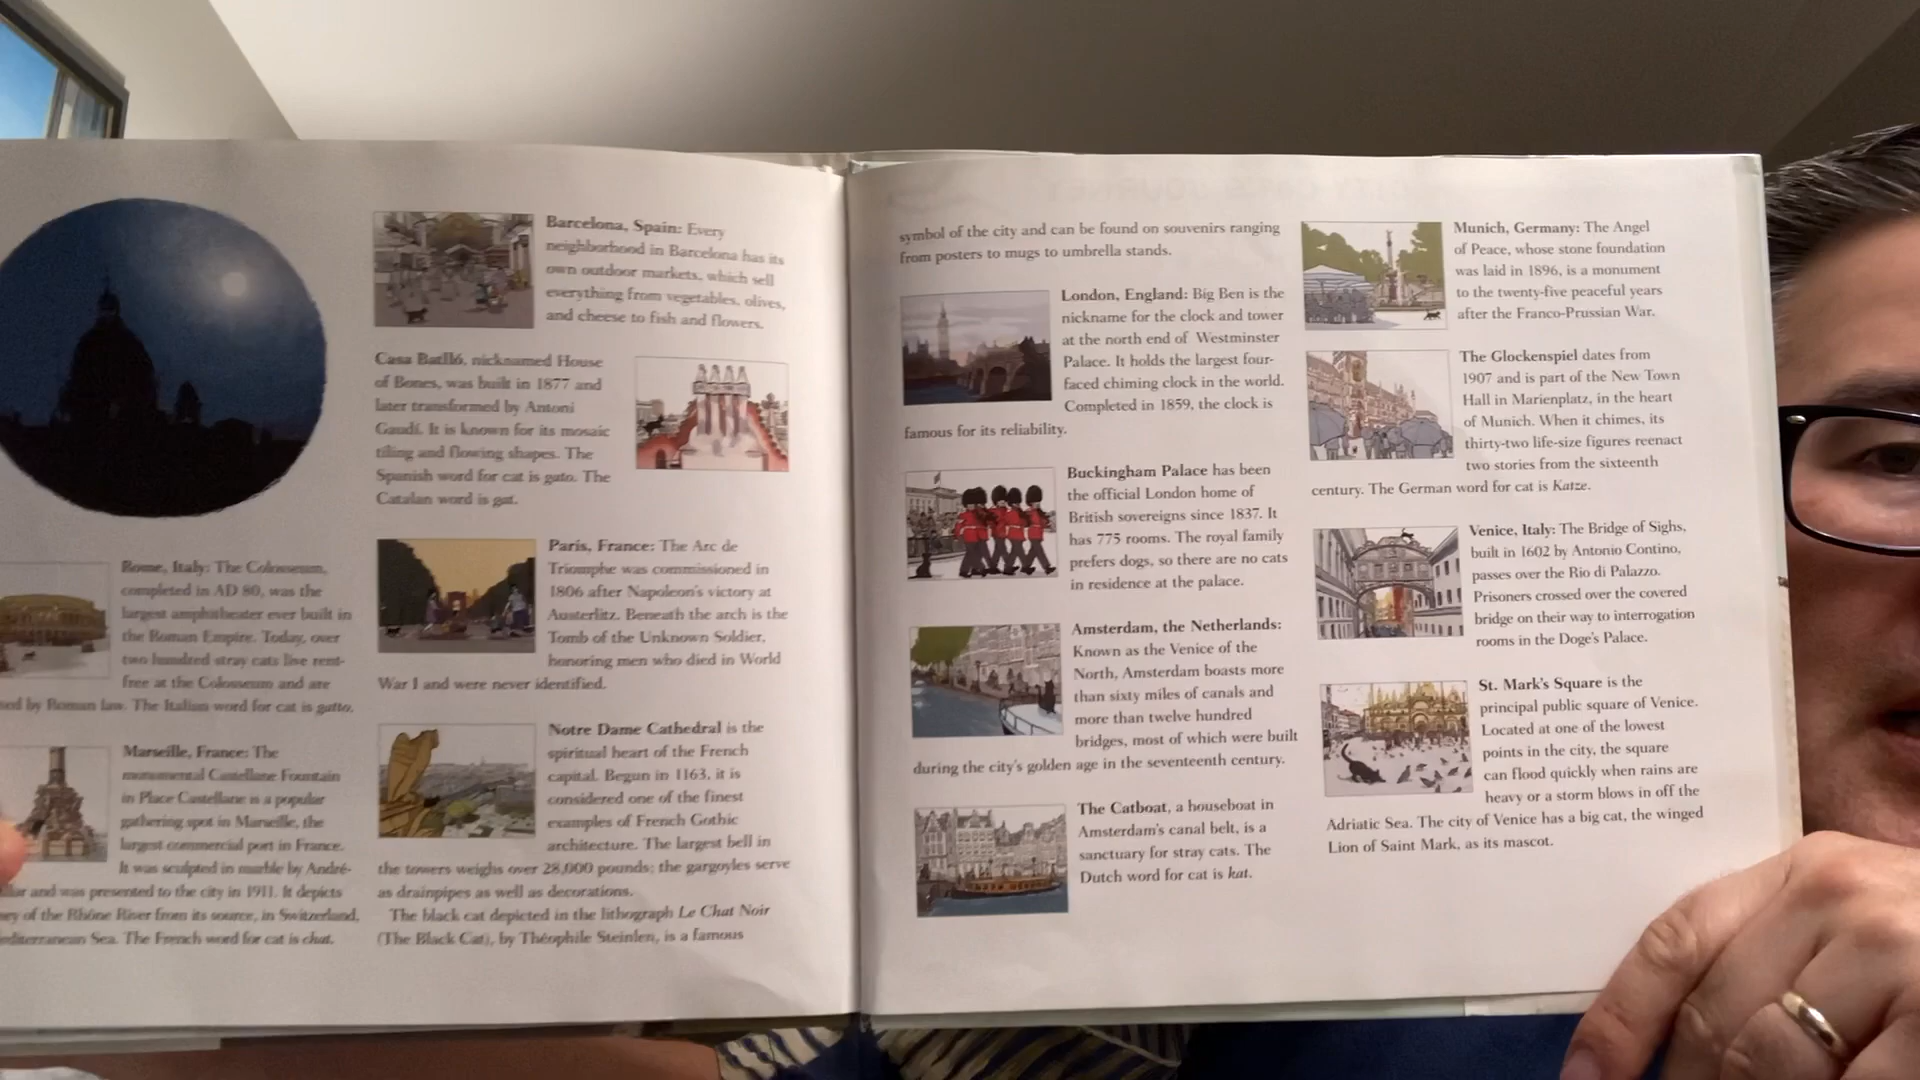 Rome, Italy: The Colosseum,
completed in AD 80, was the
largest amphitheater ever built in
the Roman Empire. Today, over
two hundred stray cats live rent-
free at the Colosseum and are
by Roman law. The Italian word for cat is gatto.
Marseille, France: The
monumental Castellane Fountain
in Place Castellane is a popular
gathering spot in Marseille, the
largest commercial port in France.
It was sculpted in marble by André-
and was presented to the city in 1911. It depicts
of the Rhône River from its source, in Switzerland,
Sea. The French word for cat is chat.
Barcelona, Spain: Every
neighborhood in Barcelona has its
own outdoor markets, which sell
everything from vegetables, olives,
and cheese to fish and flowers.
Casa Batlló, nicknamed House
of Bones, was built in 1877 and
later transformed by Antoni
Gaudí. It is known for its mosaic
tiling and flowing shapes. The
Spanish word for cat is gato. The
Catalan word is gat.
Paris, France: The Arc de
Triomphe was commissioned in
1806 after Napoleon's victory at
Austerlitz. Beneath the arch is the
Tomb of the Unknown Soldier,
honoring men who died in World
War I and were never identified.
Notre Dame Cathedral is the
spiritual heart of the French
capital. Begun in 1163, it is
considered one of the finest
examples of French Gothic
architecture. The largest bell in
the towers weighs over 28,000 pounds; the gargoyles serve
as drainpipes as well as decorations.
The black cat depicted in the lithograph Le Chat Noir
(The Black Cat), by Théophile Steinlen, is a famous
symbol of the city and can be found on souvenirs ranging
from posters to mugs to umbrella stands.
London, England: Big Ben is the
nickname for the clock and tower
at the north end of Westminster
Palace. It holds the largest four-
faced chiming clock in the world.
Completed in 1859, the clock is
famous for its reliability.
Buckingham Palace has been
the official London home of
British sovereigns since 1837. It
has 775 rooms. The royal family
prefers dogs, so there are no cats
in residence at the palace.
Amsterdam, the Netherlands:
Known as the Venice of the
North, Amsterdam boasts more
than sixty miles of canals and
more than twelve hundred
bridges, most of which were built
during the city's golden age in the seventeenth century.
The Catboat, a houseboat in
Amsterdam's canal belt, is a
sanctuary for stray cats. The
Dutch word for cat is kat.
Munich, Germany: The Angel
of Peace, whose stone foundation
was laid in 1896, is a monument
to the twenty-five peaceful years
after the Franco-Prussian War.
The Glockenspiel dates from
1907 and is part of the New Town
Hall in Marienplatz, in the heart
of Munich. When it chimes, its
thirty-two life-size figures reenact
two stories from the sixteenth
century. The German word for cat is Katze.
Venice, Italy: The Bridge of Sighs,
built in 1602 by Antonio Contino,
passes over the Rio di Palazzo.
Prisoners crossed over the covered
bridge on their way to interrogation
rooms in the Doge's Palace.
St. Mark's Square is the
principal public square of Venice.
Located at one of the lowest
points in the city, the square
can flood quickly when rains are
heavy or a storm blows in off the
Adriatic Sea. The city of Venice has a big cat, the winged
Lion of Saint Mark, as its mascot.